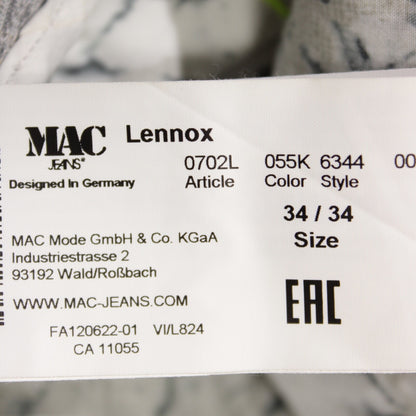 MAC Lennox
JEANS®
0702L 055K 6344 00
Designed In Germany Article Color Style
34 / 34
Size
MAC Mode GmbH & Co. KGaA
Industriestrasse 2
93192 Wald/Roßbach
WWW.MAC-JEANS.COM
EAC
FA120622-01 VI/L824
CA 11055